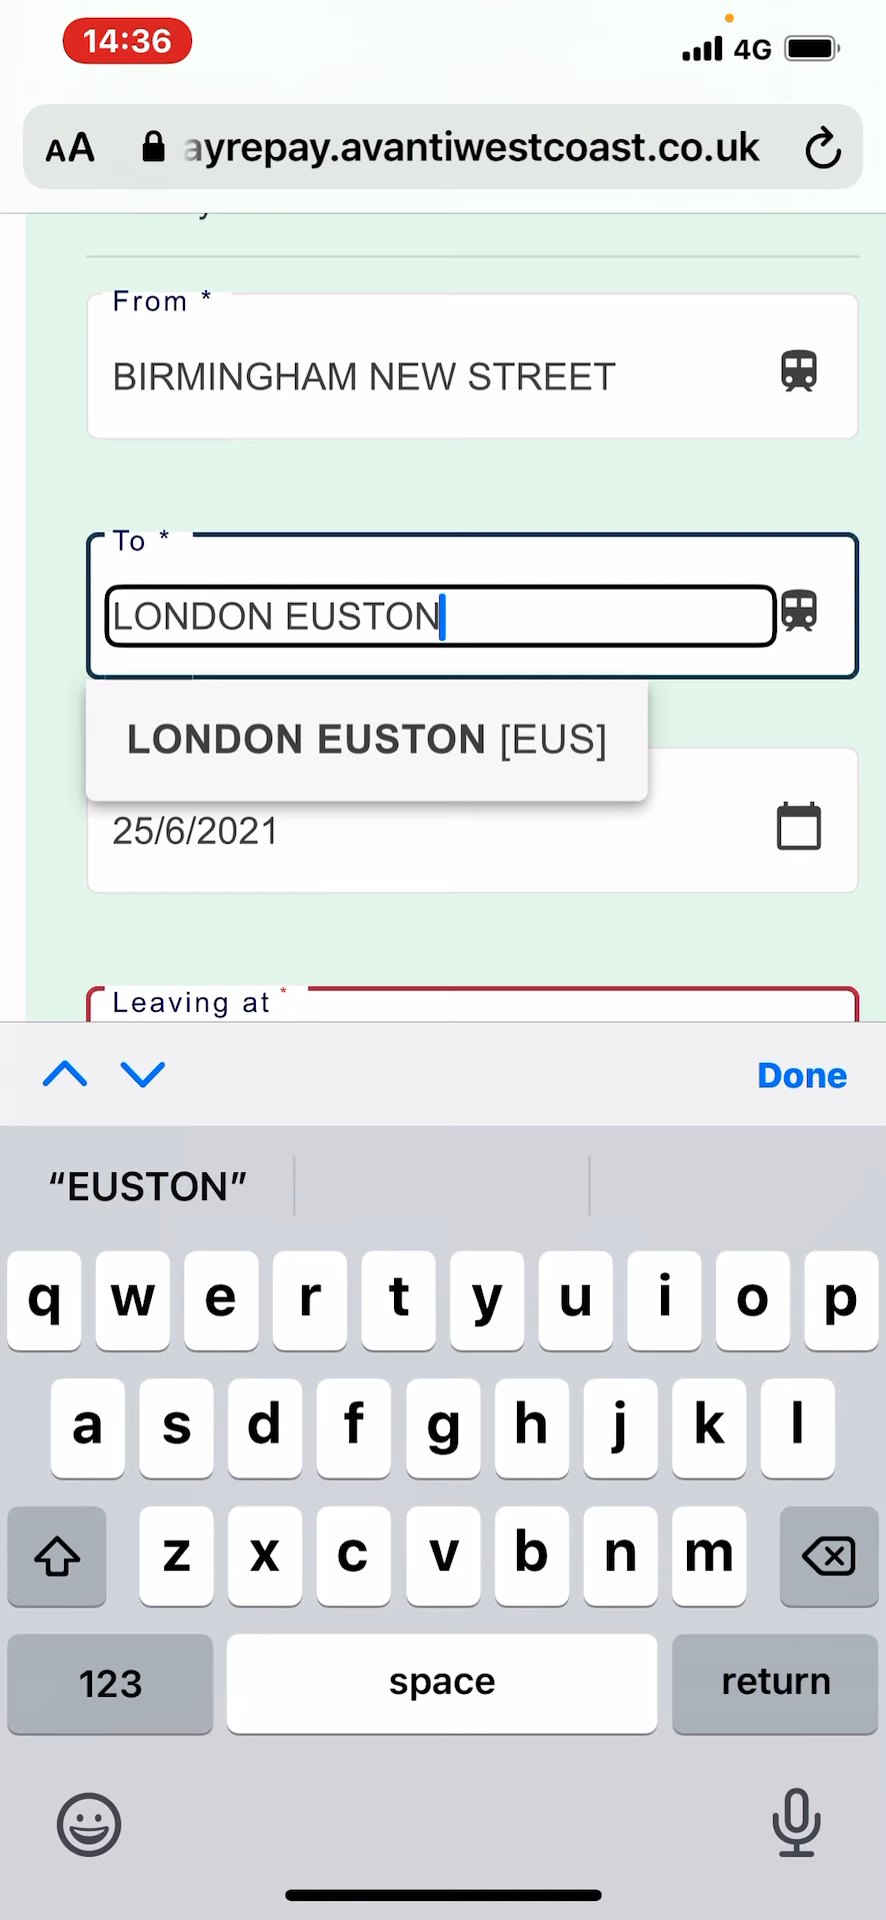 14:36
4G
AA ayrepay.avantiwestcoast.co.uk
From *
BIRMINGHAM NEW STREET
To *
LONDON EUSTON
LONDON EUSTON [EUS]
25/6/2021
Leaving at *
Done
“EUSTON”
q w e r t y u i o p
a s d f g h j k l
z x c v b n m
123 space return